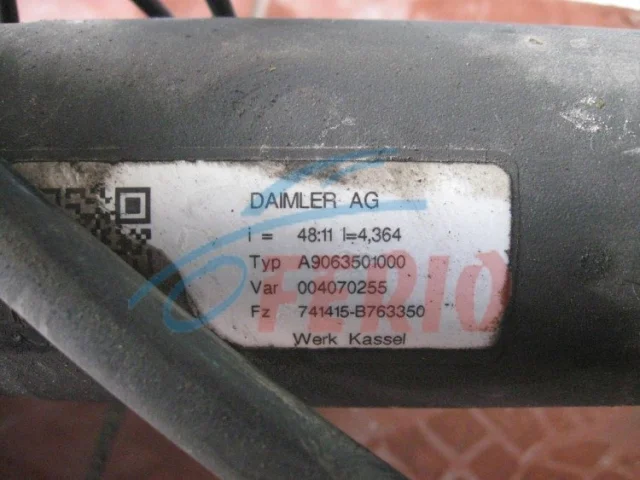 DAIMLER AG
i = 48:11 l=4,364
Typ A9063501000
Var 004070255
Fz 741415-B763350
Werk Kassel
FERIO